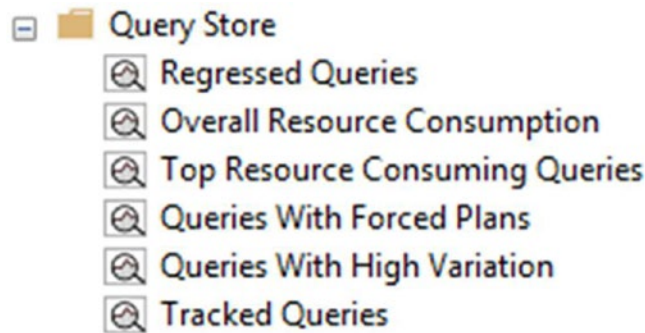 Query Store
Regressed Queries
Overall Resource Consumption
Top Resource Consuming Queries
Queries With Forced Plans
Queries With High Variation
Tracked Queries